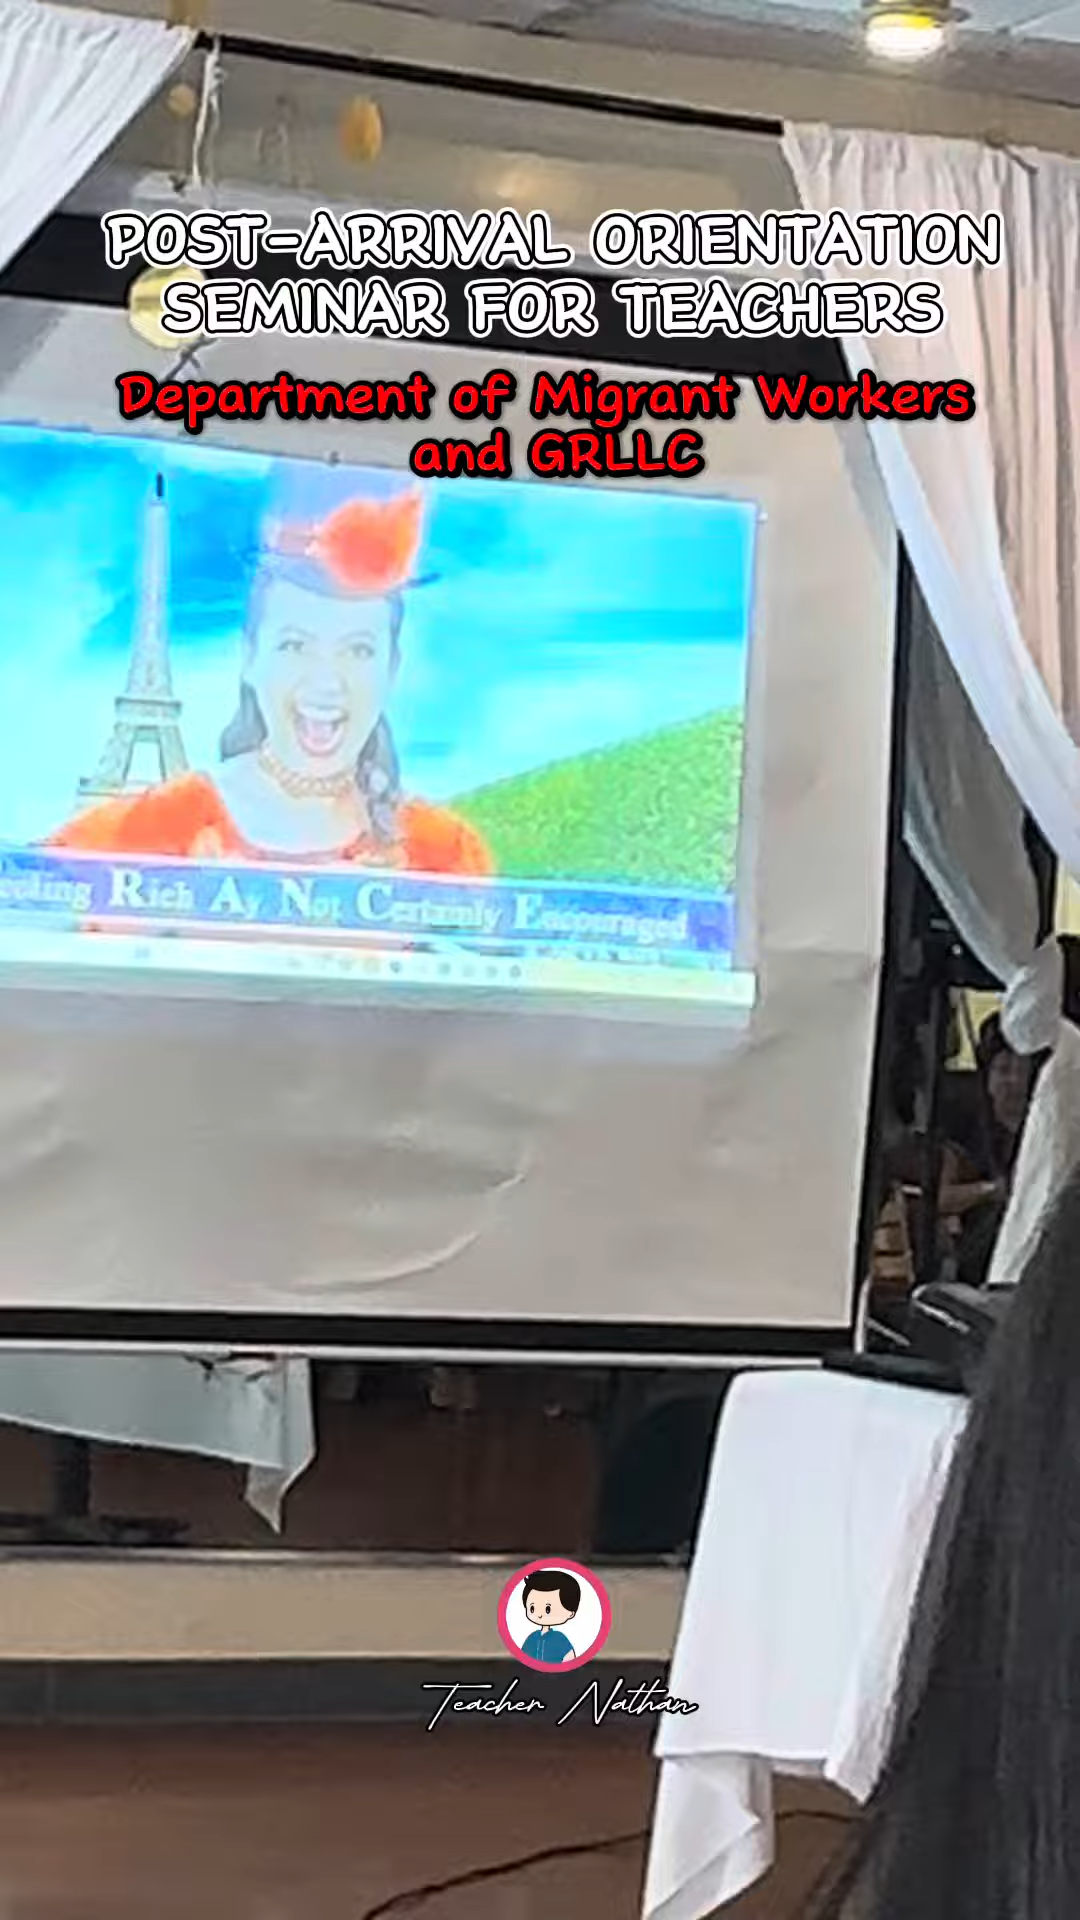 POST-ARRIVAL ORIENTATION
SEMINAR FOR TEACHERS
Department of Migrant Workers
and GRLLC
Rich Ay Not Certainly Encouraged
Teacher Nathan